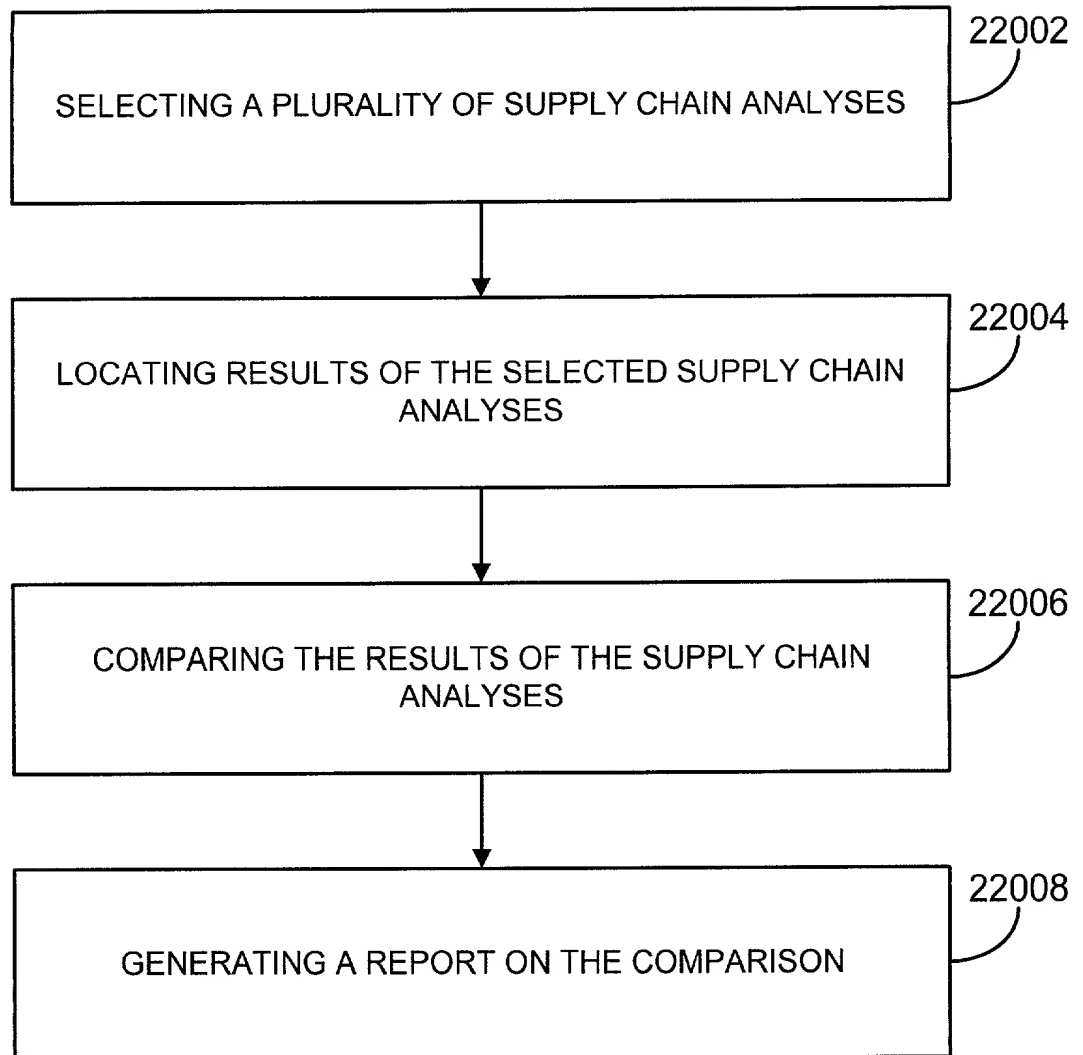 22002
SELECTING A PLURALITY OF SUPPLY CHAIN ANALYSES
22004
LOCATING RESULTS OF THE SELECTED SUPPLY CHAIN
ANALYSES
22006
COMPARING THE RESULTS OF THE SUPPLY CHAIN
ANALYSES
22008
GENERATING A REPORT ON THE COMPARISON